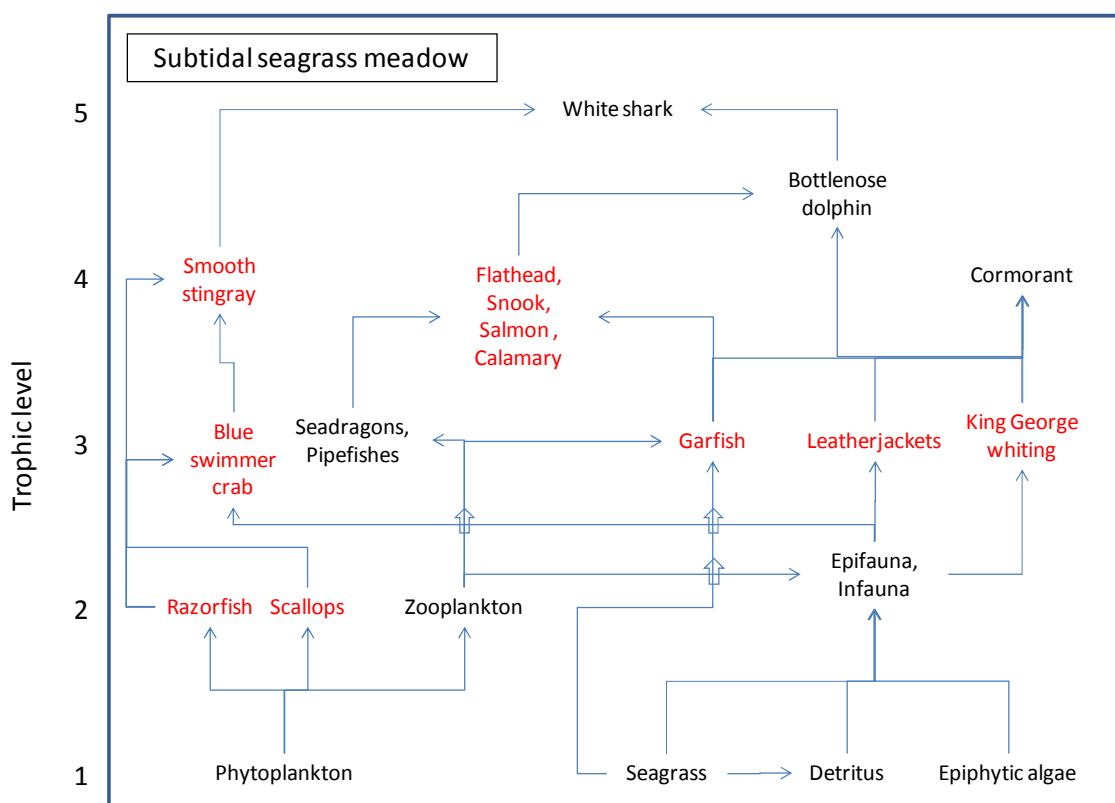 Subtidal seagrass meadow
5
White shark
Bottlenose
dolphin
4
Smooth
stingray
Flathead,
Snook,
Salmon ,
Calamary
Cormorant
Trophic level
3
Blue
swimmer
crab
Seadragons,
Pipefishes
Garfish
Leatherjackets
King George
whiting
2
Razorfish
Scallops
Zooplankton
Epifauna,
Infauna
1
Phytoplankton
Seagrass
Detritus
Epiphytic algae